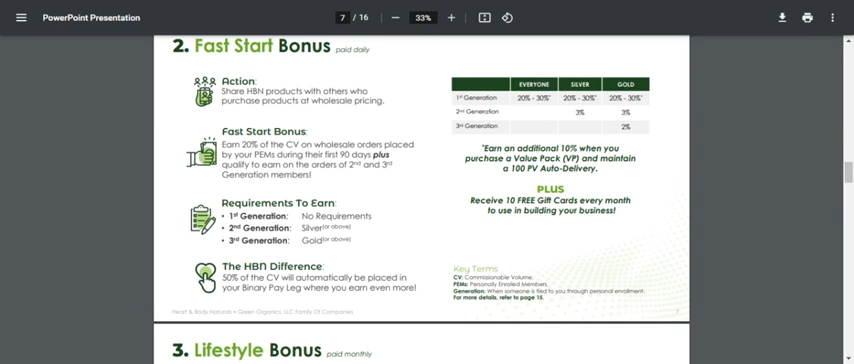 PowerPoint Presentation
7 / 16
33%
2. Fast Start Bonus paid daily
Action:
Share HBN products with others who
purchase products at wholesale pricing.
Fast Start Bonus:
Earn 20% of the CV on wholesale orders placed
by your PEMs during their first 90 days plus
qualify to earn on the orders of 2nd and 3rd
Generation members!
Requirements To Earn:
• 1st Generation: No Requirements
• 2nd Generation: Silver(or above)
• 3rd Generation: Gold(or above)
The HBN Difference:
50% of the CV will automatically be placed in
your Binary Pay Leg where you earn even more!
EVERYONE SILVER GOLD
1st Generation 20% - 30%* 20% - 30%* 20% - 30%*
2nd Generation 3% 3%
3rd Generation 2%
*Earn an additional 10% when you
purchase a Value Pack (VP) and maintain
a 100 PV Auto-Delivery.
PLUS
Receive 10 FREE Gift Cards every month
to use in building your business!
Key Terms
CV: Commissionable Volume.
PEMs: Personally Enrolled Members.
Generation: When someone is tied to you through personal enrollment.
For more details, refer to page 15.
Heart & Body Naturals • Green Organics, LLC Family Of Companies
7
3. Lifestyle Bonus paid monthly